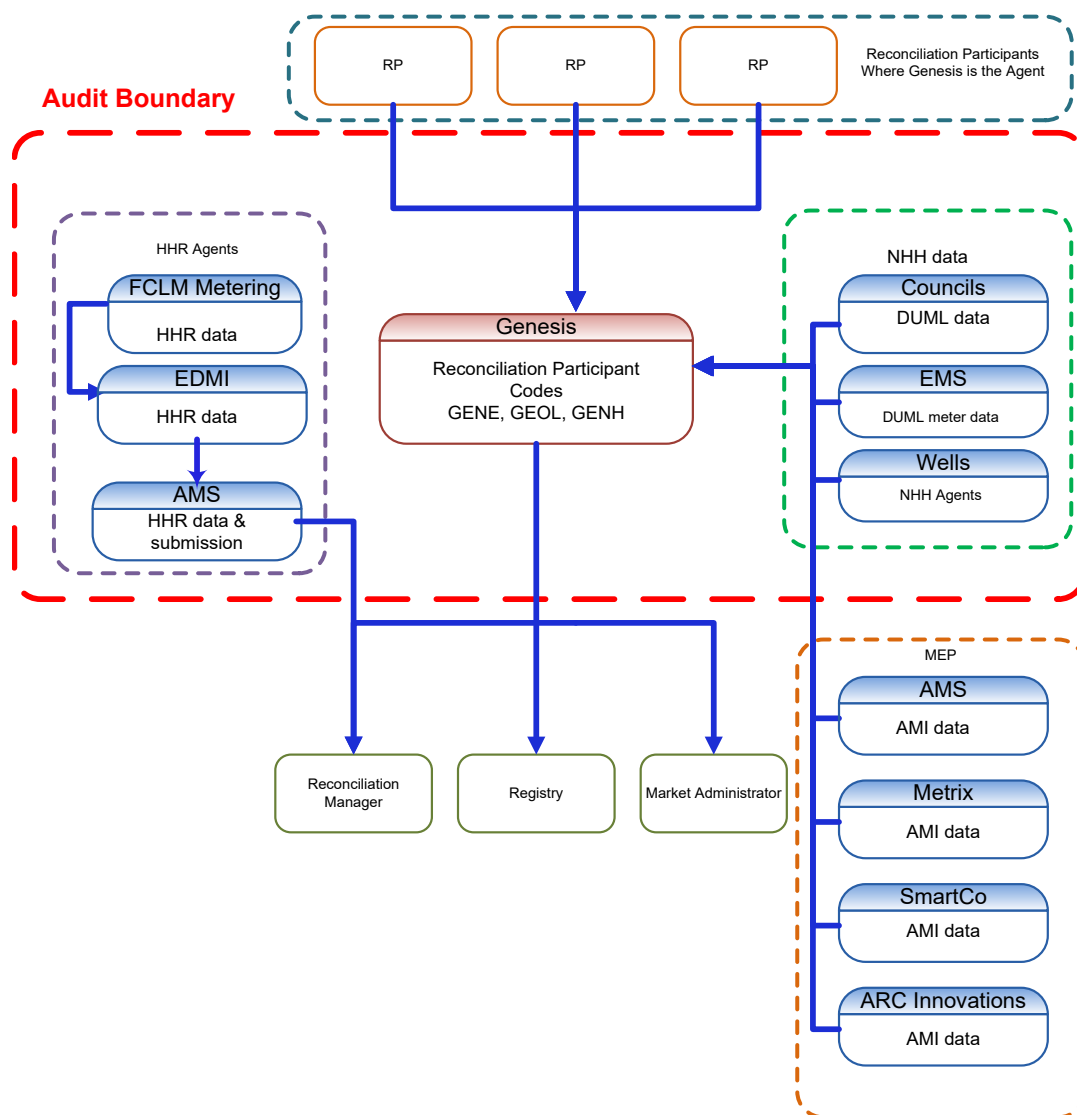 RP
RP
RP
Reconciliation Participants
Where Genesis is the Agent
Audit Boundary
HHR Agents
FCLM Metering
HHR data
EDMI
HHR data
AMS
HHR data &
submission
Genesis
Reconciliation Participant
Codes
GENE, GEOL, GENH
NHH data
Councils
DUML data
EMS
DUML meter data
Wells
NHH Agents
Reconciliation
Manager
Registry
Market Administrator
MEP
AMS
AMI data
Metrix
AMI data
SmartCo
AMI data
ARC Innovations
AMI data